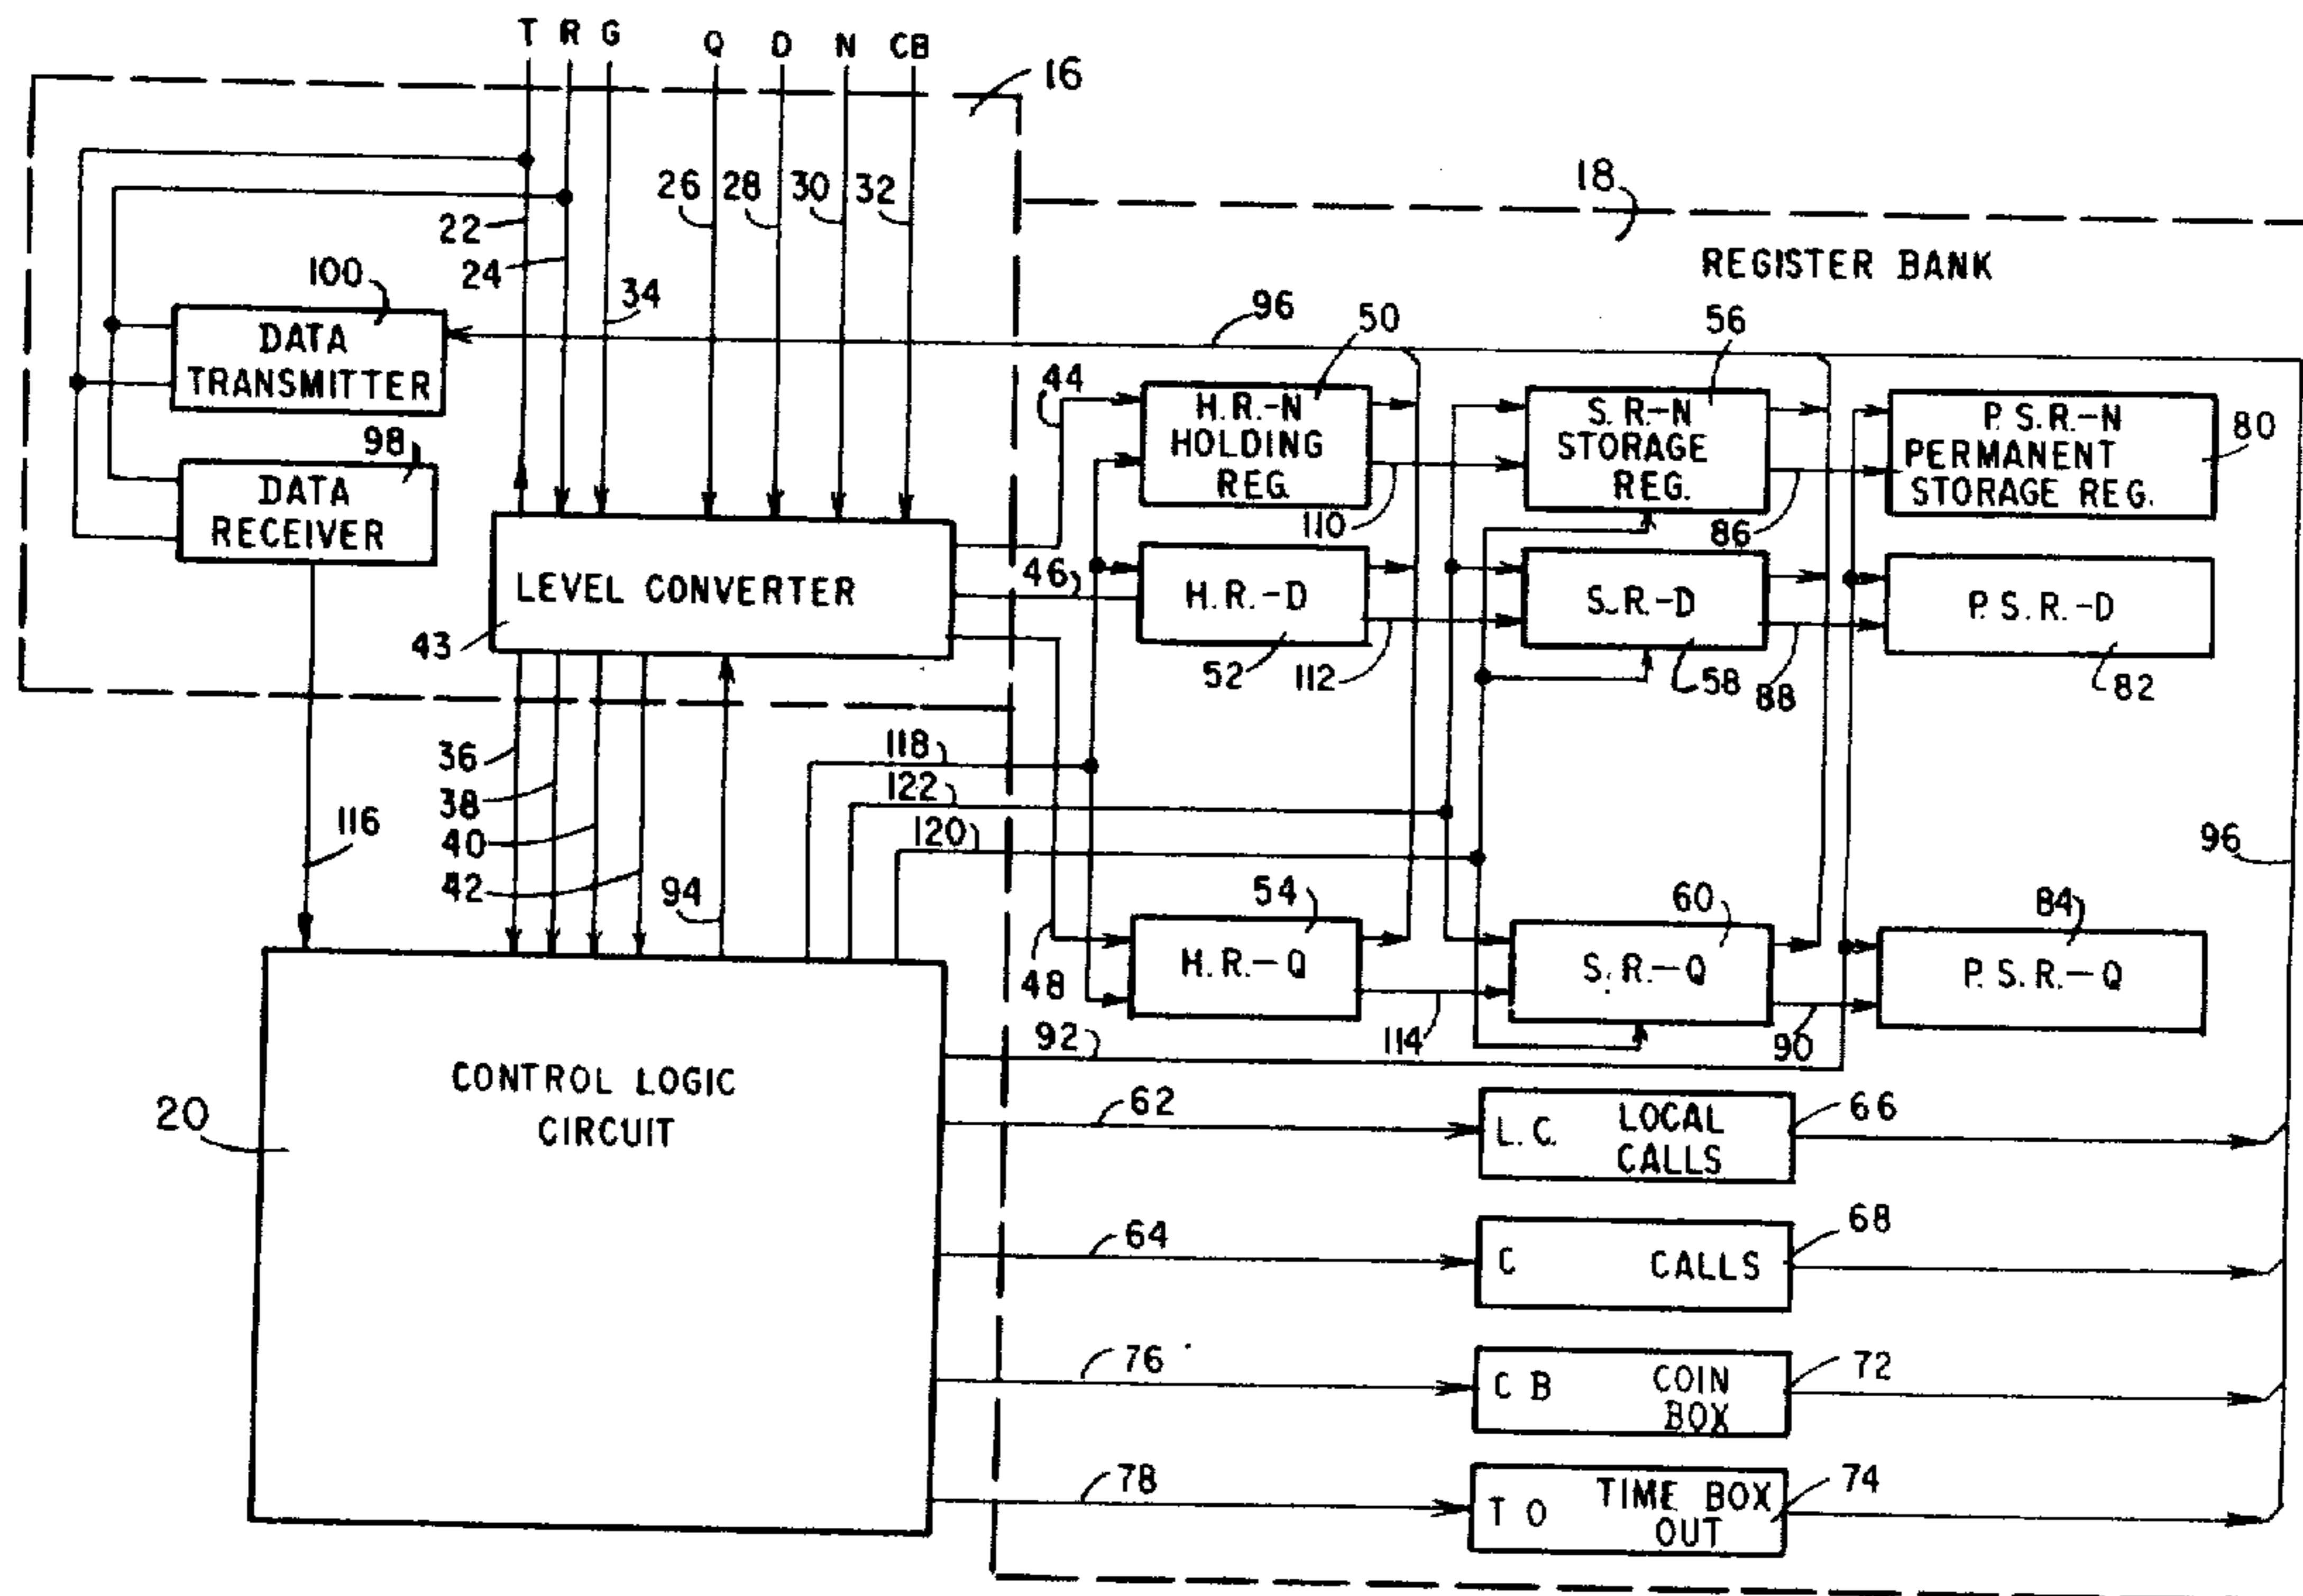 T R G Q D N CB
16
18
26 28 30 32
22
24
34
REGISTER BANK
100
DATA
TRANSMITTER
96
50
56
44
H.R.-N
HOLDING
REG.
S.R.-N
STORAGE
REG.
P.S.R.-N
PERMANENT
STORAGE REG.
80
98
DATA
RECEIVER
110
86
LEVEL CONVERTER
43
46
H.R.-D
S.R.-D
P.S.R.-D
52
112
58
88
82
36
38
40
42
116
94
118
122
120
96
48
54
H.R.-Q
60
S.R.-Q
84
P.S.R.-Q
92
114
90
CONTROL LOGIC
CIRCUIT
20
62
L.C. LOCAL
CALLS
66
64
C CALLS
68
76
C B COIN
BOX
72
78
T O TIME BOX
OUT
74